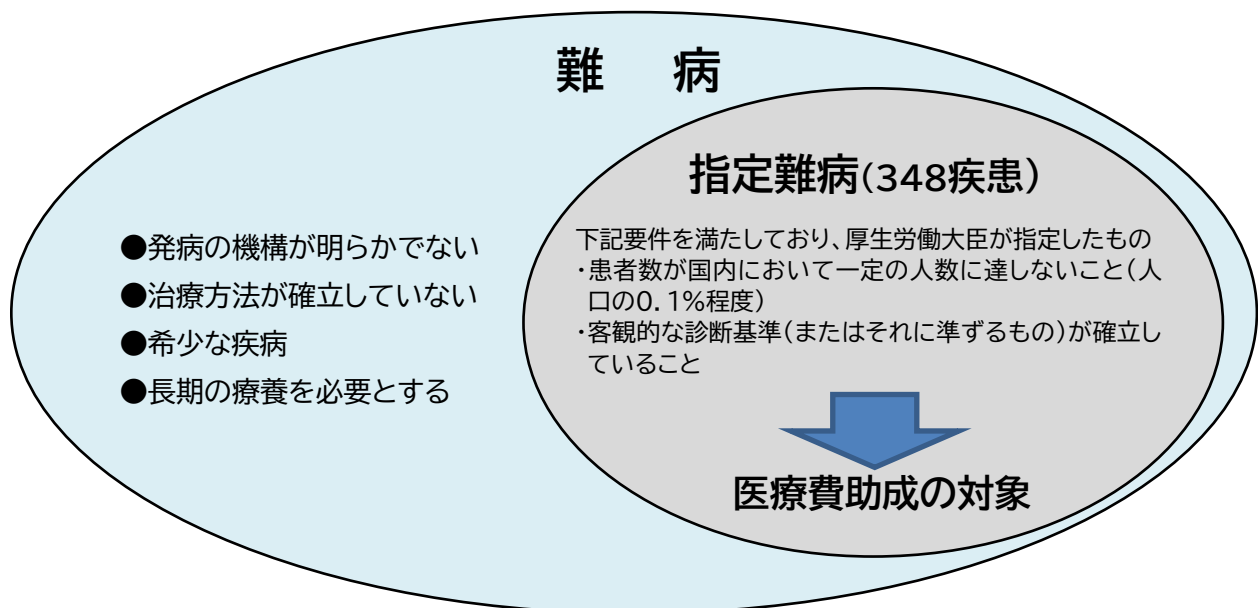 難　病
指定難病(348疾患)
●発病の機構が明らかでない
●治療方法が確立していない
●希少な疾病
●長期の療養を必要とする
下記要件を満たしており、厚生労働大臣が指定したもの
・患者数が国内において一定の人数に達しないこと(人
口の0.1%程度)
・客観的な診断基準(またはそれに準ずるもの)が確立し
ていること
医療費助成の対象